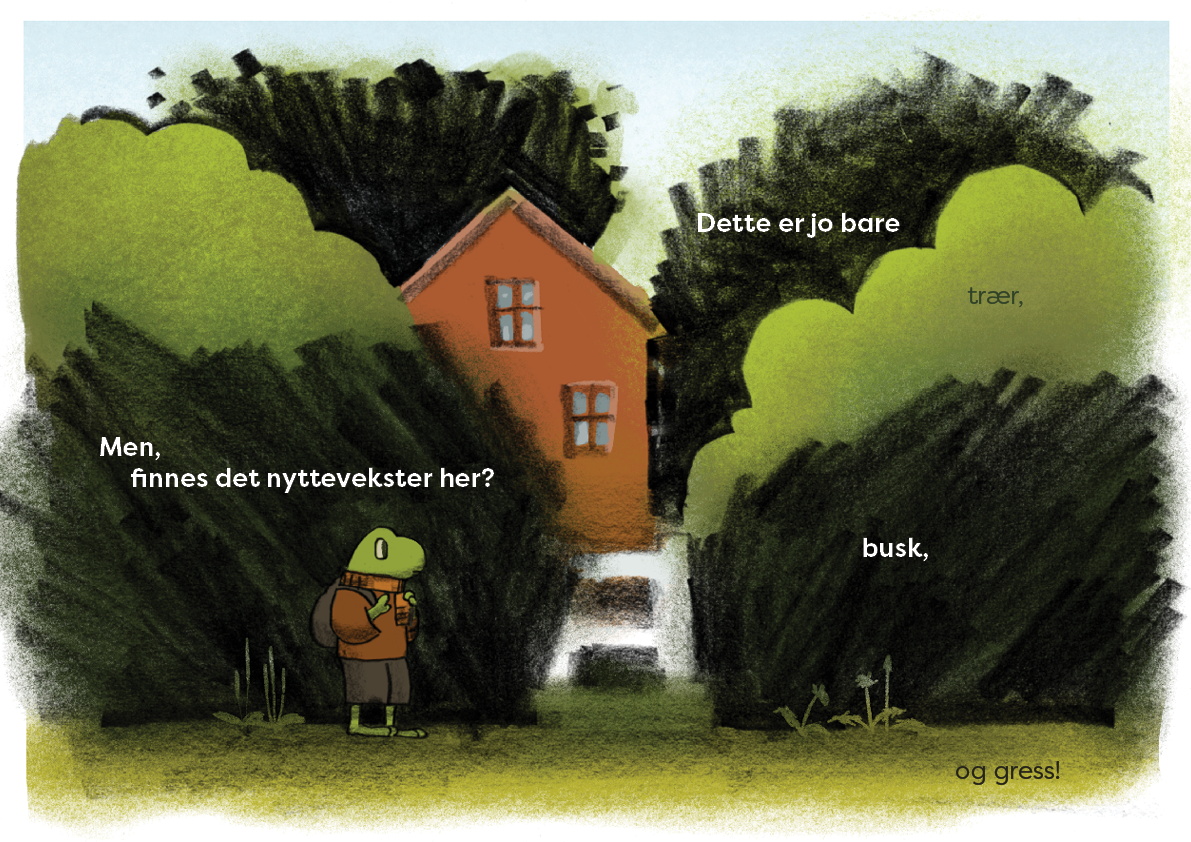 Men,
finnes det nyttevekster her?
Dette er jo bare
trær,
busk,
og gress!